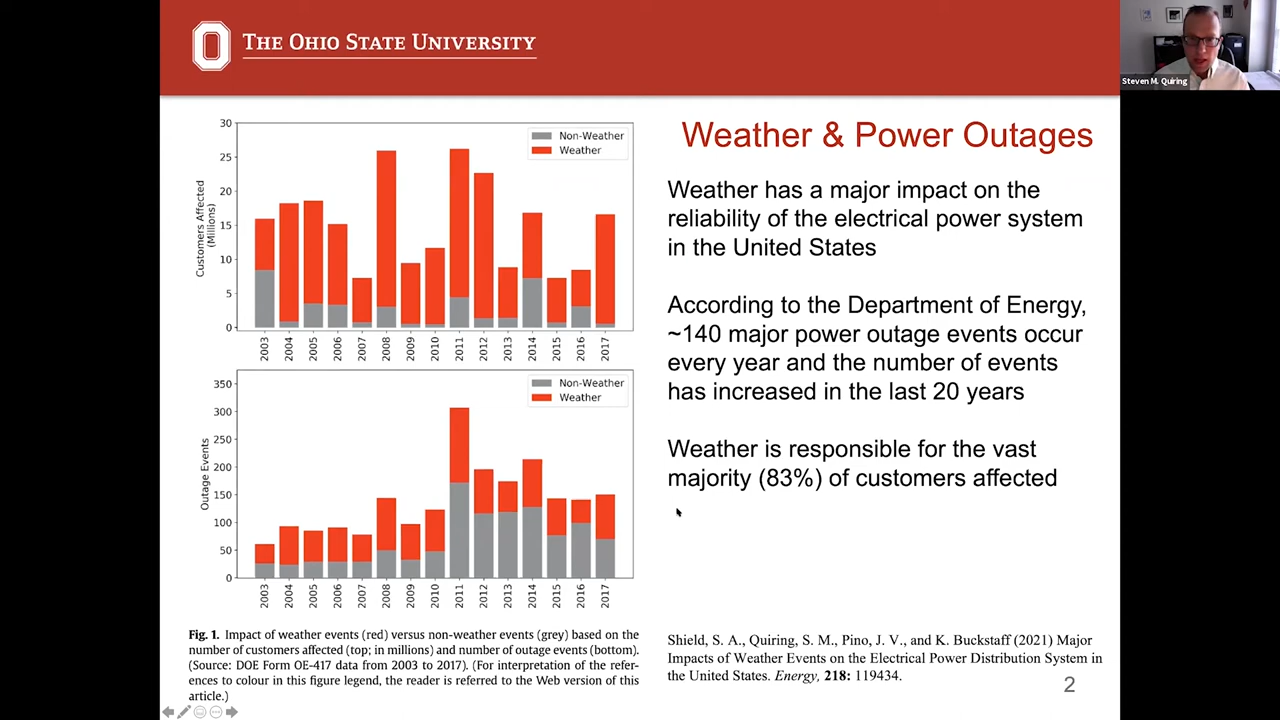 THE OHIO STATE UNIVERSITY
Steven M. Quiring
Weather & Power Outages
Weather has a major impact on the
reliability of the electrical power system
in the United States
According to the Department of Energy,
~140 major power outage events occur
every year and the number of events
has increased in the last 20 years
Weather is responsible for the vast
majority (83%) of customers affected
Customers Affected
(Millions)
30
25
20
15
10
5
0
Non-Weather
Weather
2003 2004 2005 2006 2007 2008 2009 2010 2011 2012 2013 2014 2015 2016 2017
Outage Events
350
300
250
200
150
100
50
0
Non-Weather
Weather
2003 2004 2005 2006 2007 2008 2009 2010 2011 2012 2013 2014 2015 2016 2017
Fig. 1. Impact of weather events (red) versus non-weather events (grey) based on the
number of customers affected (top; in millions) and number of outage events (bottom).
(Source: DOE Form OE-417 data from 2003 to 2017). (For interpretation of the refer-
ences to colour in this figure legend, the reader is referred to the Web version of this
article.)
Shield, S. A., Quiring, S. M., Pino, J. V., and K. Buckstaff (2021) Major
Impacts of Weather Events on the Electrical Power Distribution System in
the United States. Energy, 218: 119434.
2